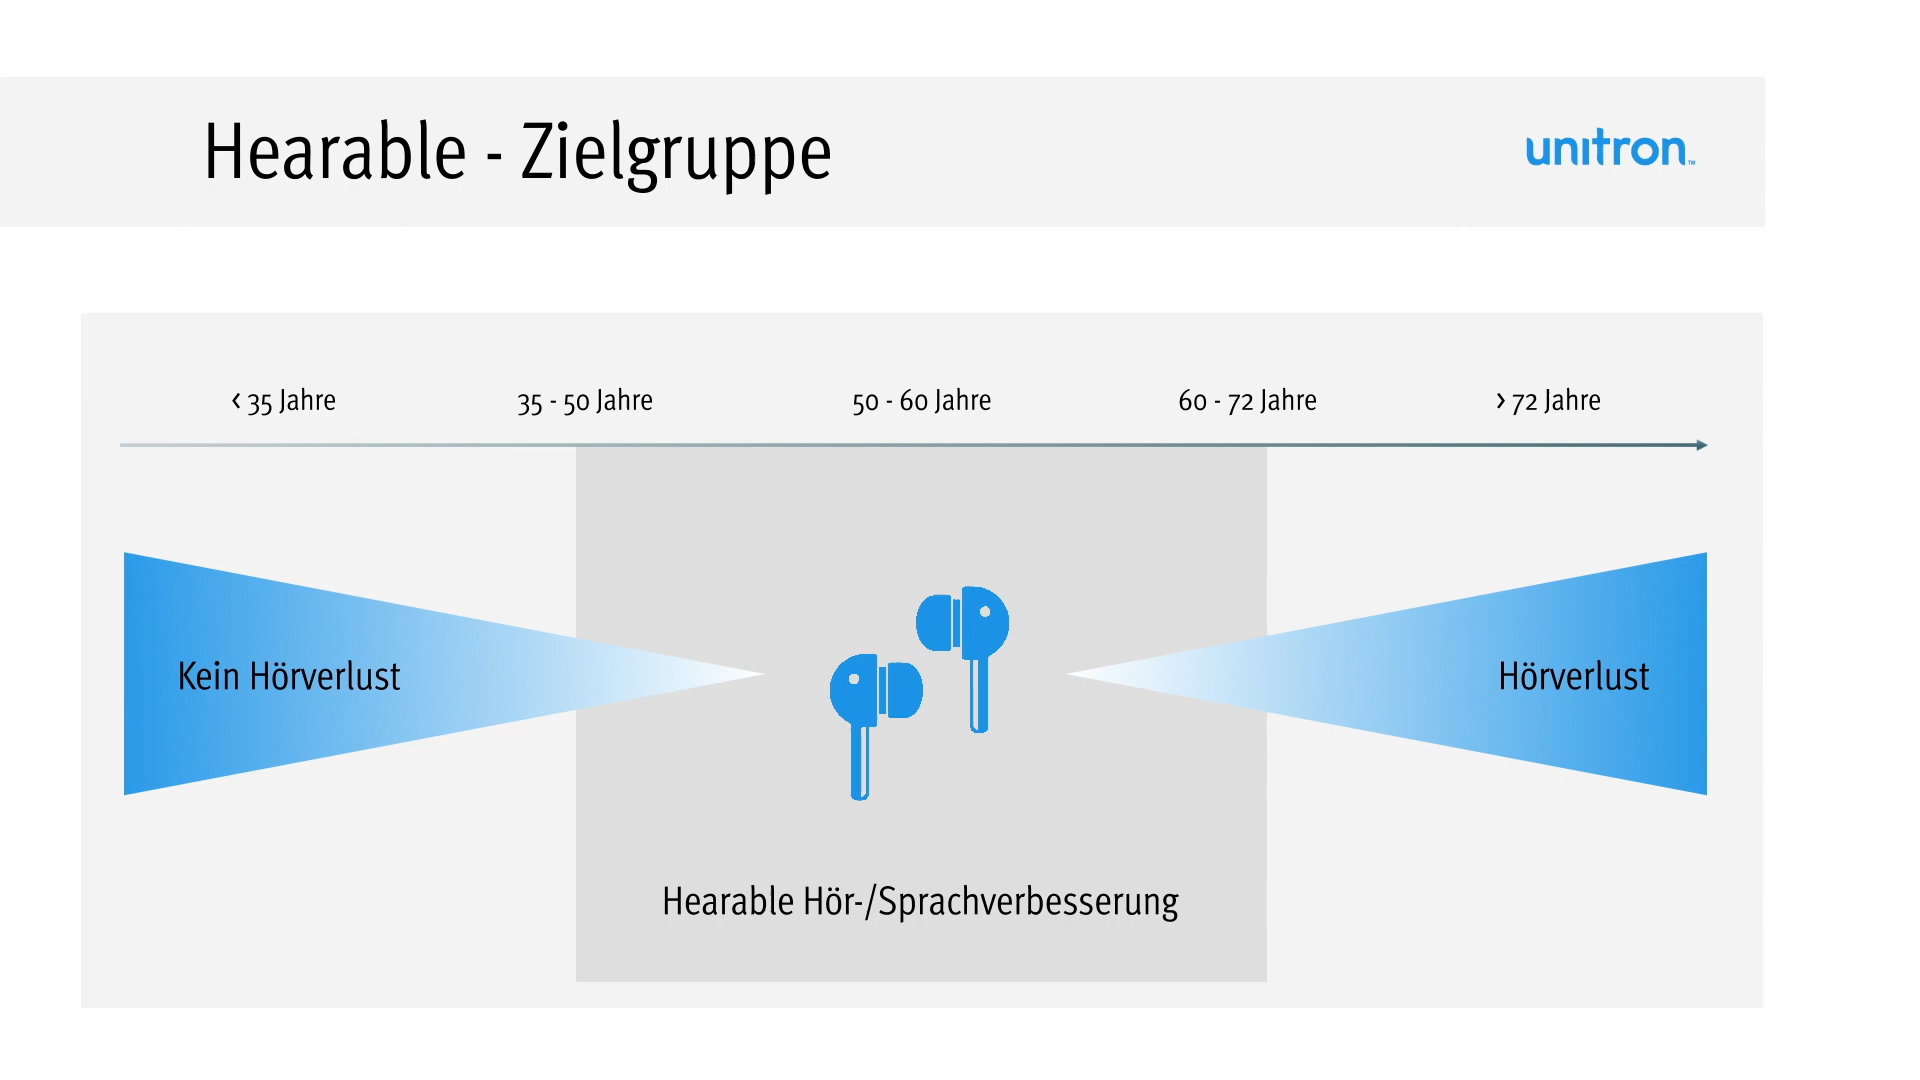 Hearable - Zielgruppe
unitron™
< 35 Jahre
35 - 50 Jahre
50 - 60 Jahre
60 - 72 Jahre
> 72 Jahre
Kein Hörverlust
Hörverlust
Hearable Hör-/Sprachverbesserung